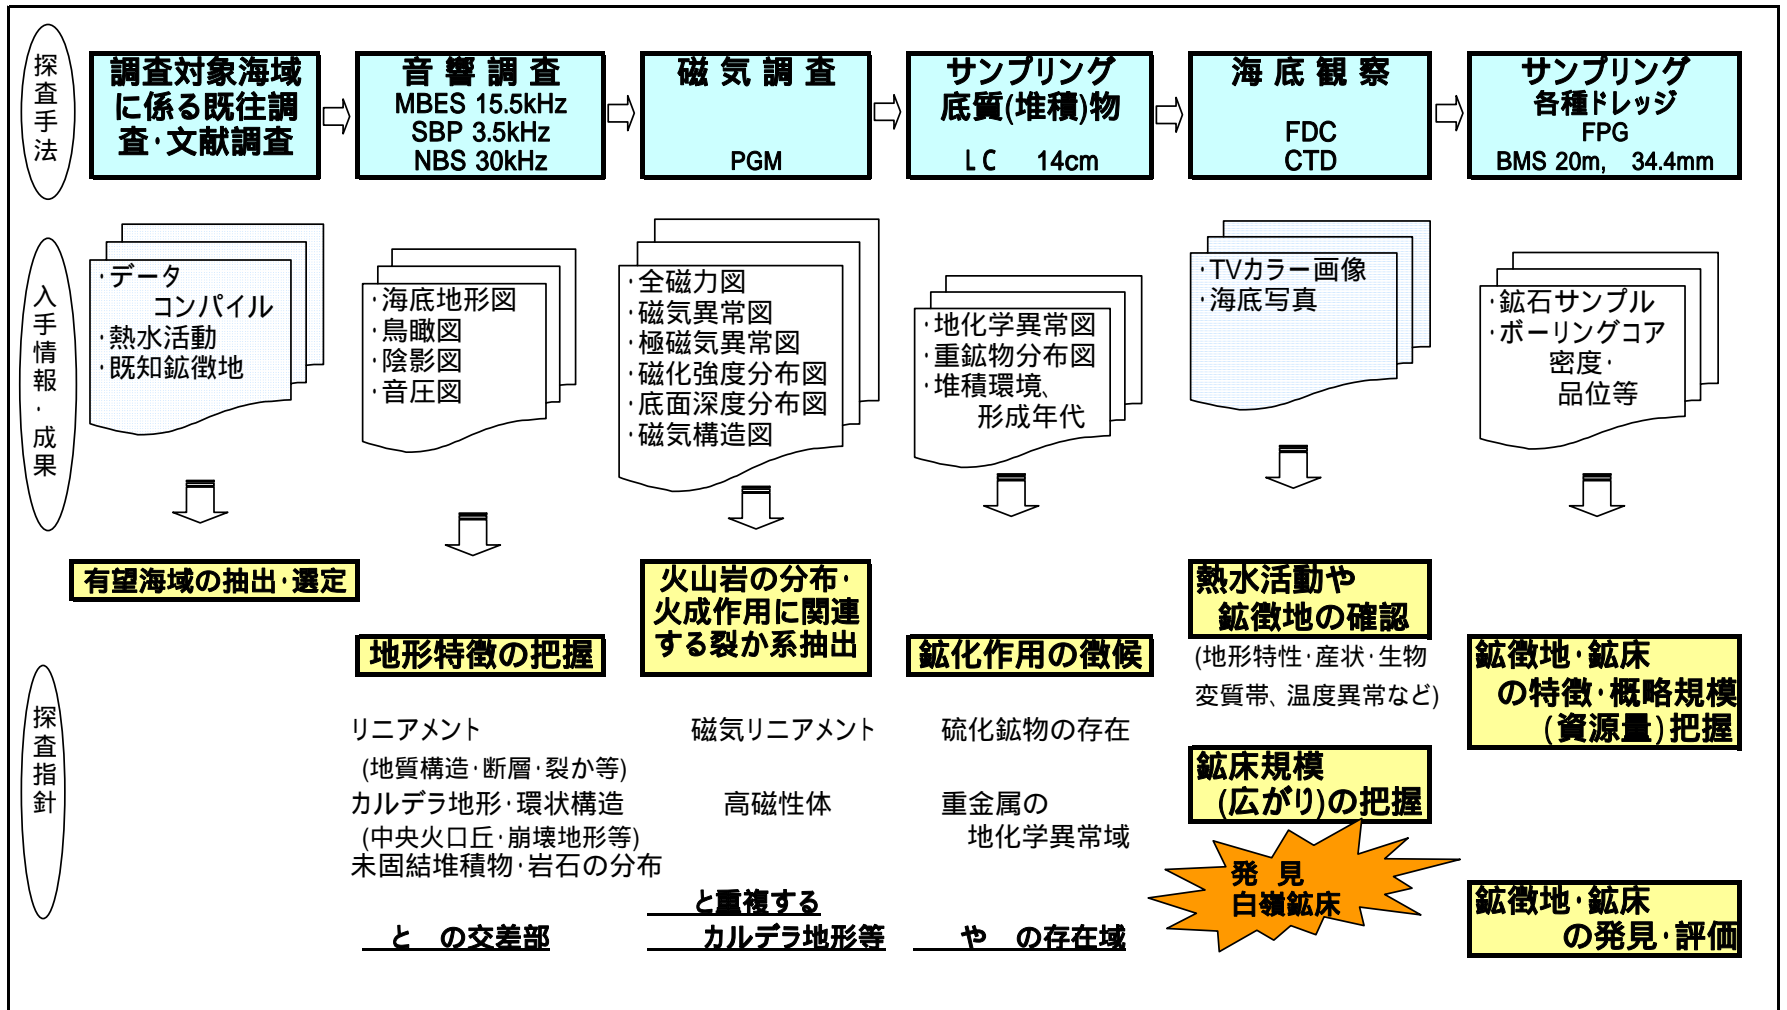 探査手法
調査対象海域
に係る既往調
査・文献調査
音 響 調 査
MBES 15.5kHz
SBP 3.5kHz
NBS 30kHz
磁 気 調 査
PGM
サンプリング
底質(堆積)物
LC 14cm
海 底 観 察
FDC
CTD
サンプリング
各種ドレッジ
FPG
BMS 20m, 34.4mm
入手情報・成果
・データ
コンパイル
・熱水活動
・既知鉱徴地
・海底地形図
・鳥瞰図
・陰影図
・音圧図
・全磁力図
・磁気異常図
・極磁気異常図
・磁化強度分布図
・底面深度分布図
・磁気構造図
・地化学異常図
・重鉱物分布図
・堆積環境、
形成年代
・TVカラー画像
・海底写真
・鉱石サンプル
・ボーリングコア
密度・
品位等
探査指針
有望海域の抽出・選定
地形特徴の把握
リニアメント
(地質構造・断層・裂か等)
カルデラ地形・環状構造
(中央火口丘・崩壊地形等)
未固結堆積物・岩石の分布
と の交差部
火山岩の分布・
火成作用に関連
する裂か系抽出
磁気リニアメント
高磁性体
と重複する
カルデラ地形等
鉱化作用の徴候
硫化鉱物の存在
重金属の
地化学異常域
や の存在域
熱水活動や
鉱徴地の確認
(地形特性・産状・生物
変質帯、温度異常など)
鉱床規模
(広がり)の把握
発 見
白嶺鉱床
鉱徴地・鉱床
の特徴・概略規模
(資源量)把握
鉱徴地・鉱床
の発見・評価